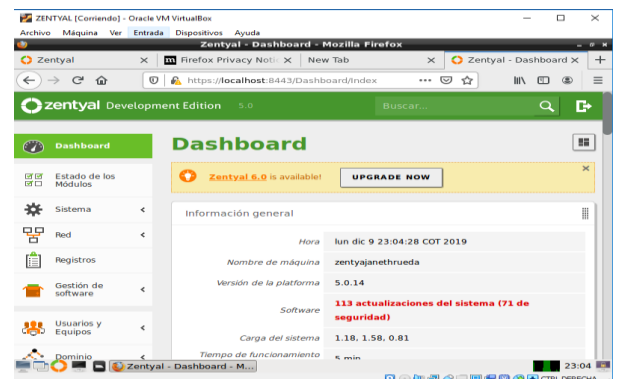 ZENTYAL [Corriendo] - Oracle VM VirtualBox
Archivo Máquina Ver Entrada Dispositivos Ayuda
Zentyal - Dashboard - Mozilla Firefox
Zentyal
Firefox Privacy Notic
New Tab
Zentyal - Dashboard
https://localhost:8443/Dashboard/Index
zentyal Development Edition 5.0
Buscar...
Dashboard
Dashboard
Zentyal 6.0 is available!
UPGRADE NOW
Estado de los
Módulos
Información general
Sistema
Red
Hora lun dic 9 23:04:28 COT 2019
Nombre de máquina zentyajanethrueda
Registros
Versión de la plataforma 5.0.14
Gestión de
software
Software 113 actualizaciones del sistema (71 de
seguridad)
Usuarios y
Equipos
Carga del sistema 1.18, 1.58, 0.81
Dominio
Tiempo de funcionamiento 5 min
Zentyal - Dashboard - M...
23:04
CTRL DERECHA